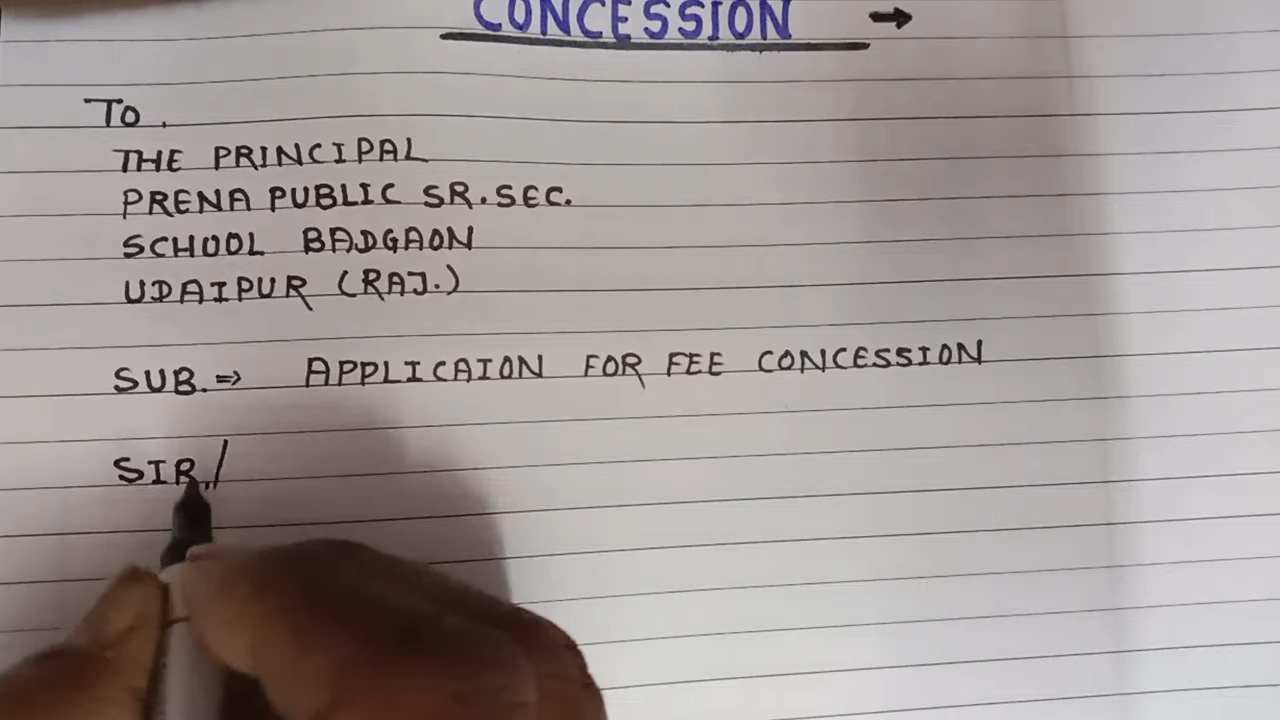 CONCESSION →
To,
THE PRINCIPAL
PRENA PUBLIC SR. SEC.
SCHOOL BADGAON
UDAIPUR (RAJ.)
SUB. ⇒ APPLICAION FOR FEE CONCESSION
SIR./